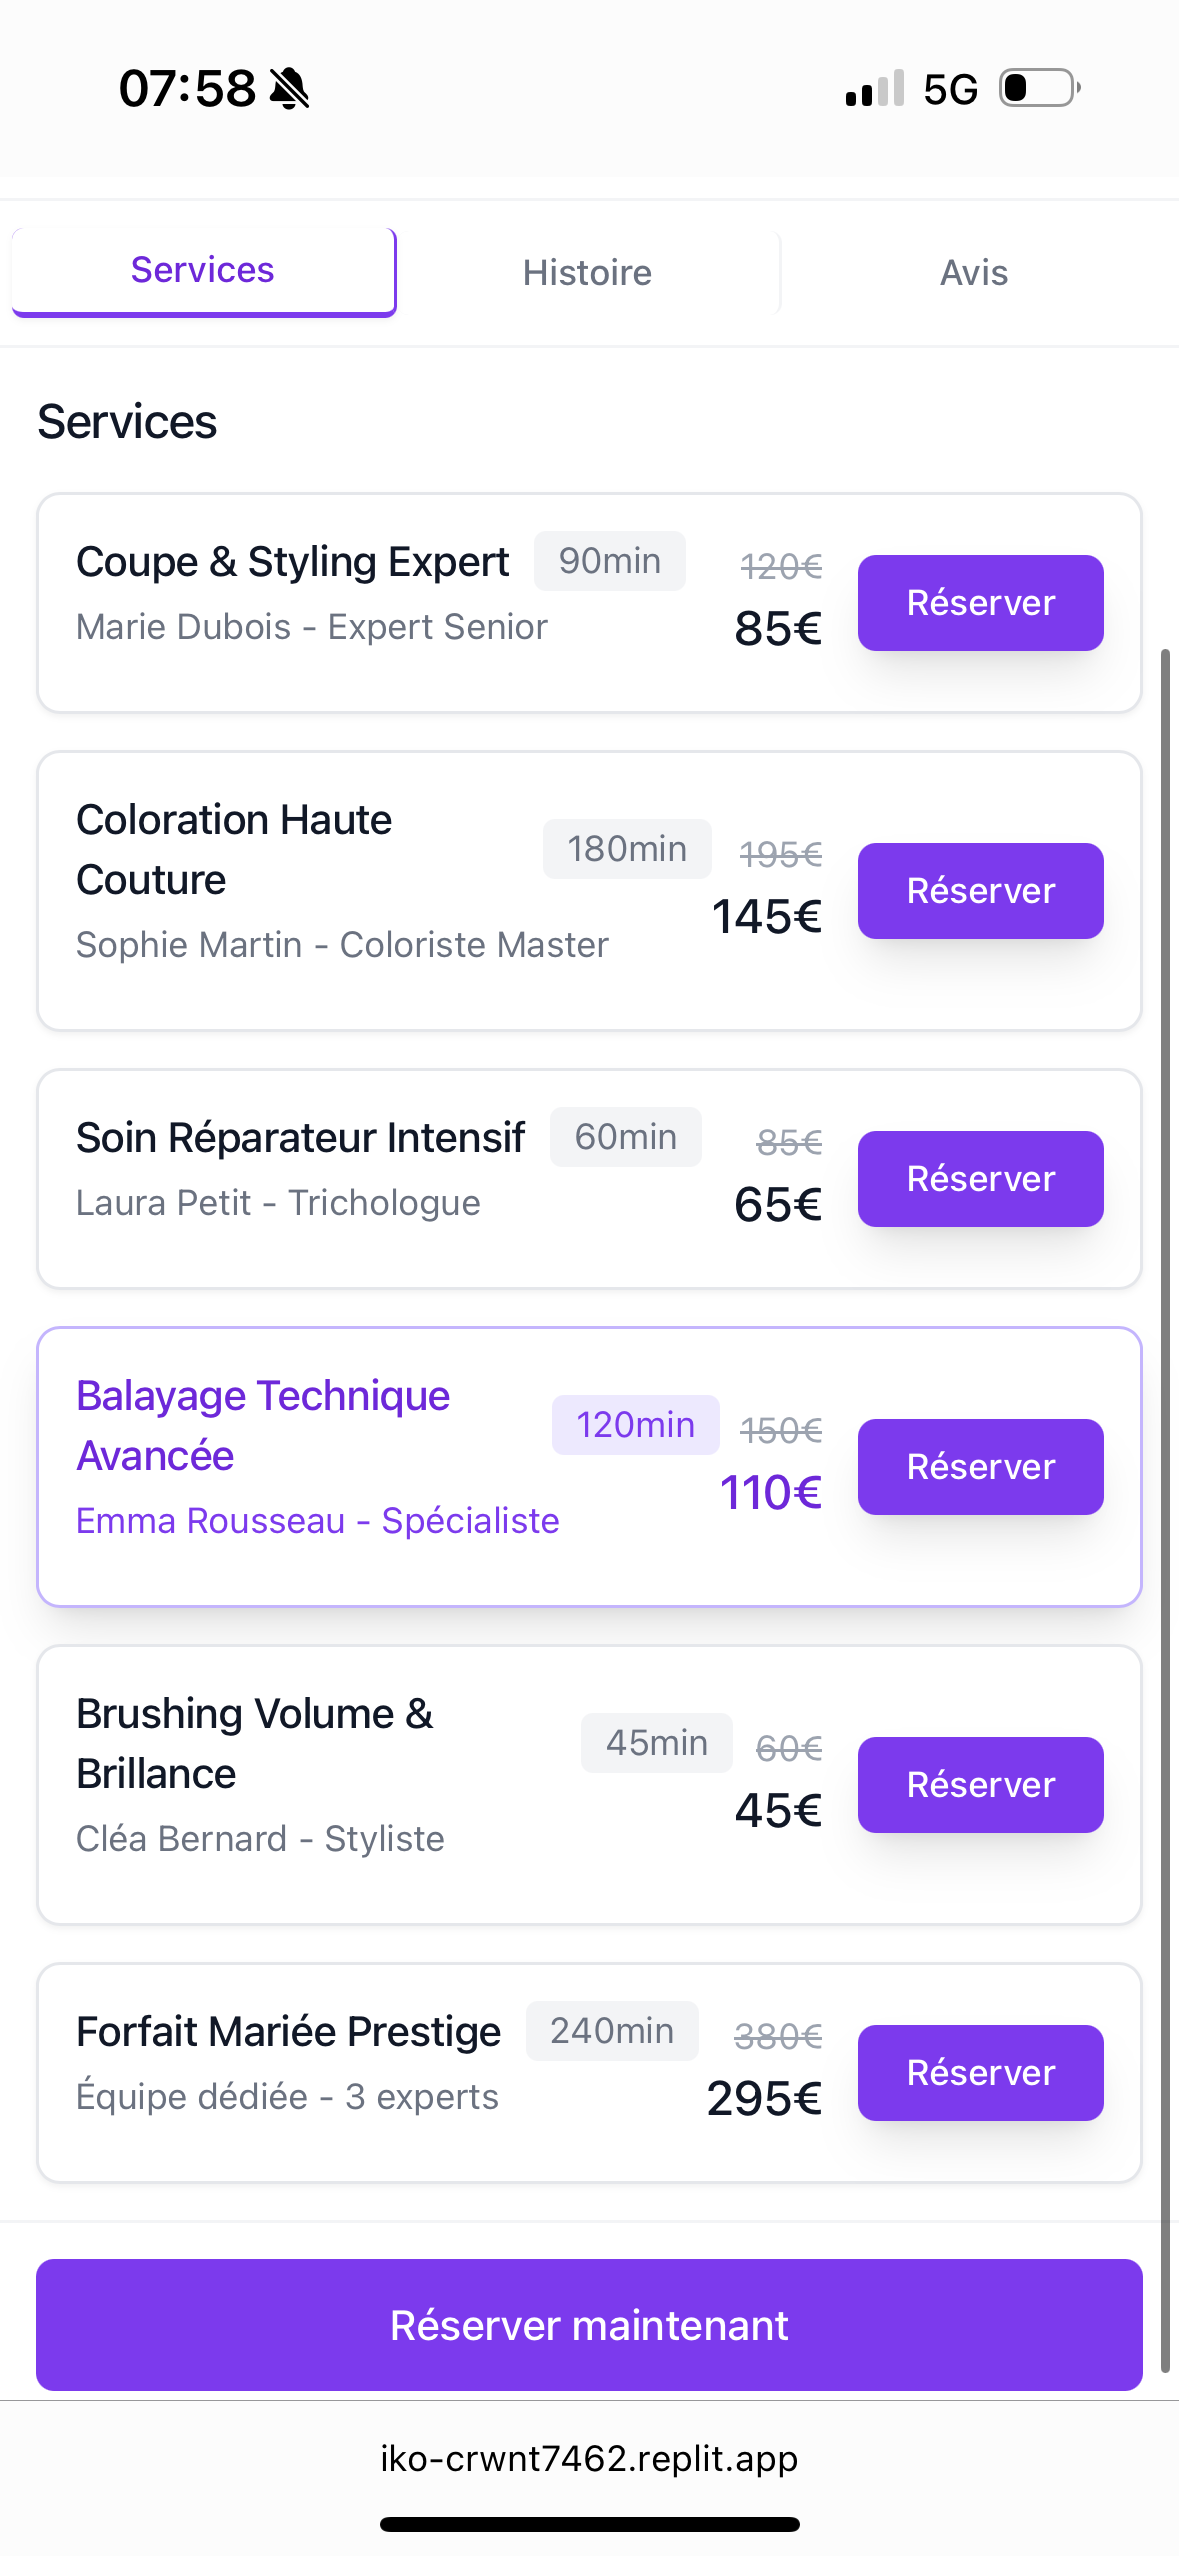 07:58
5G
Services
Histoire
Avis
Services
Coupe & Styling Expert
90min
120€
Marie Dubois - Expert Senior
85€
Réserver
Coloration Haute
Couture
180min
195€
145€
Sophie Martin - Coloriste Master
Réserver
Soin Réparateur Intensif
60min
85€
Laura Petit - Trichologue
65€
Réserver
Balayage Technique
Avancée
120min
150€
110€
Emma Rousseau - Spécialiste
Réserver
Brushing Volume &
Brillance
45min
60€
45€
Cléa Bernard - Styliste
Réserver
Forfait Mariée Prestige
240min
380€
Équipe dédiée - 3 experts
295€
Réserver
Réserver maintenant
iko-crwnt7462.replit.app